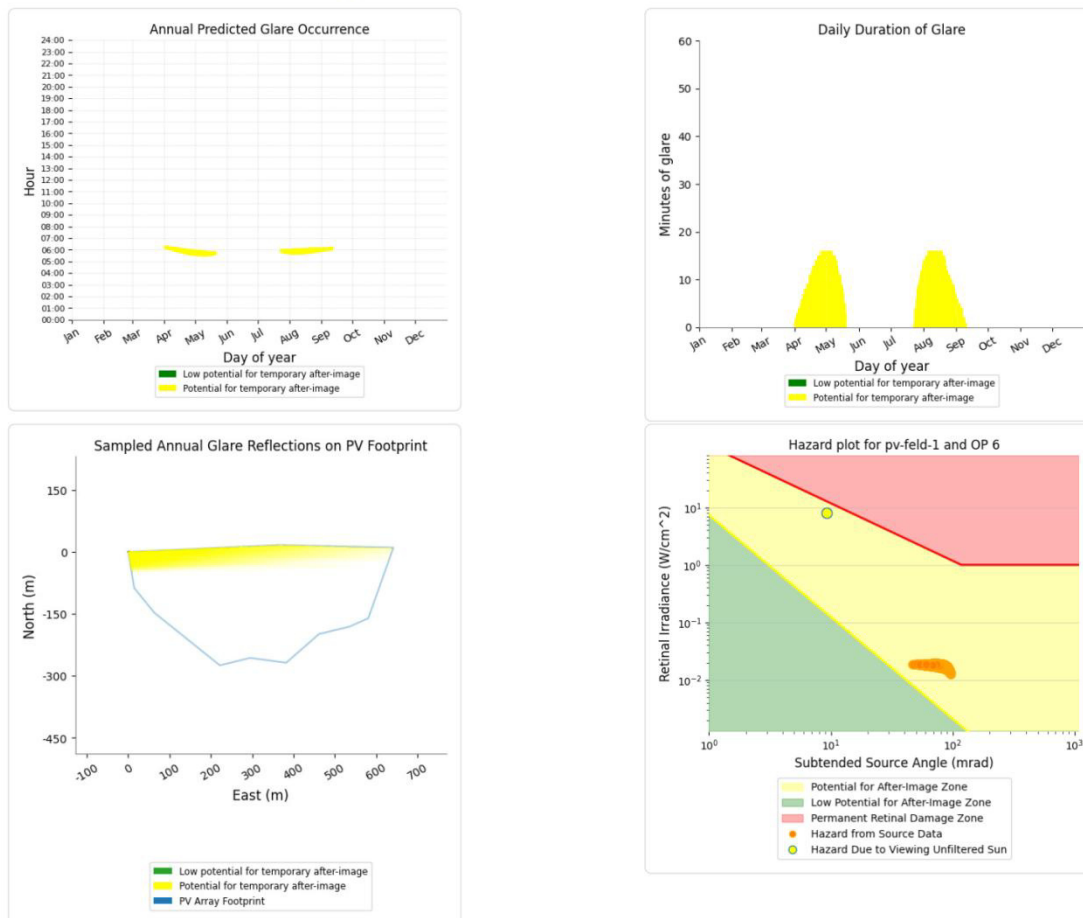 Annual Predicted Glare Occurrence
24:00
23:00
22:00
21:00
20:00
19:00
18:00
17:00
16:00
15:00
14:00
13:00
12:00
11:00
10:00
09:00
08:00
07:00
06:00
05:00
04:00
03:00
02:00
01:00
00:00
Hour
Jan Feb Mar Apr May Jun Jul Aug Sep Oct Nov Dec
Day of year
Low potential for temporary after-image
Potential for temporary after-image
Daily Duration of Glare
60
50
40
30
20
10
0
Minutes of glare
Jan Feb Mar Apr May Jun Jul Aug Sep Oct Nov Dec
Day of year
Low potential for temporary after-image
Potential for temporary after-image
Sampled Annual Glare Reflections on PV Footprint
150
0
-150
-300
-450
North (m)
-100 0 100 200 300 400 500 600 700
East (m)
Low potential for temporary after-image
Potential for temporary after-image
PV Array Footprint
Hazard plot for pv-feld-1 and OP 6
10^1
10^0
10^-1
10^-2
Retinal Irradiance (W/cm^2)
10^0 10^1 10^2 10^3
Subtended Source Angle (mrad)
Potential for After-Image Zone
Low Potential for After-Image Zone
Permanent Retinal Damage Zone
Hazard from Source Data
Hazard Due to Viewing Unfiltered Sun